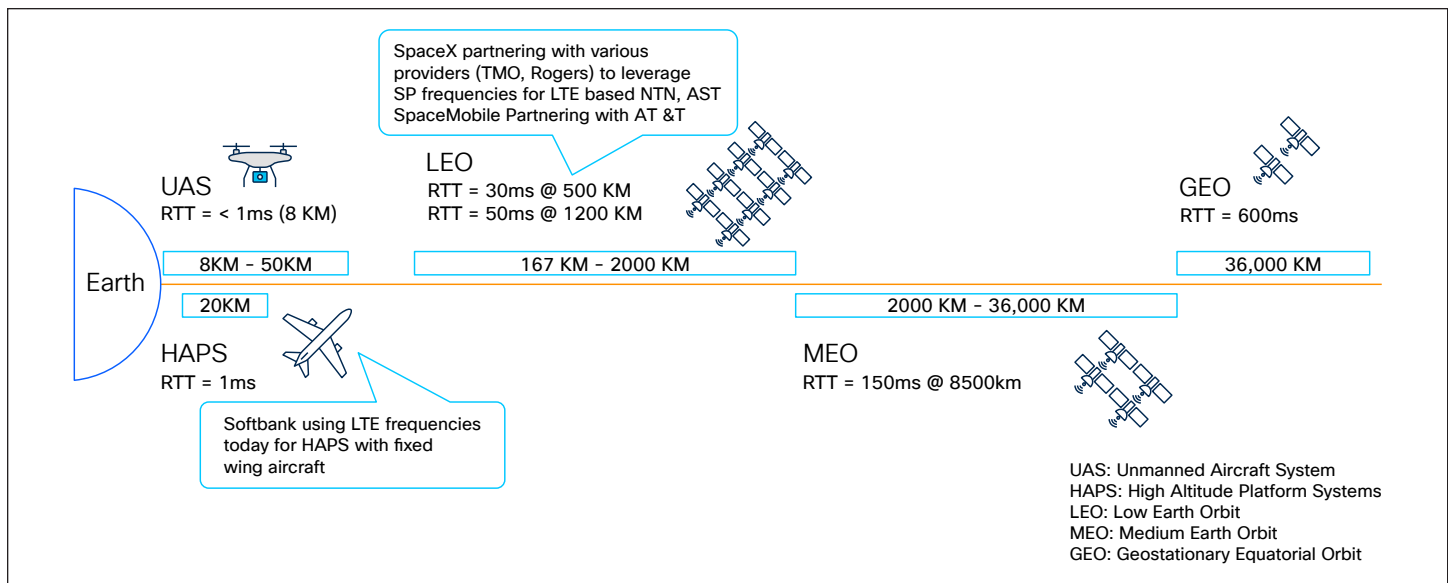 SpaceX partnering with various
providers (TMO, Rogers) to leverage
SP frequencies for LTE based NTN, AST
SpaceMobile Partnering with AT &T
UAS
RTT = < 1ms (8 KM)
LEO
RTT = 30ms @ 500 KM
RTT = 50ms @ 1200 KM
GEO
RTT = 600ms
Earth
8KM - 50KM
167 KM - 2000 KM
36,000 KM
20KM
2000 KM - 36,000 KM
HAPS
RTT = 1ms
MEO
RTT = 150ms @ 8500km
Softbank using LTE frequencies
today for HAPS with fixed
wing aircraft
UAS: Unmanned Aircraft System
HAPS: High Altitude Platform Systems
LEO: Low Earth Orbit
MEO: Medium Earth Orbit
GEO: Geostationary Equatorial Orbit